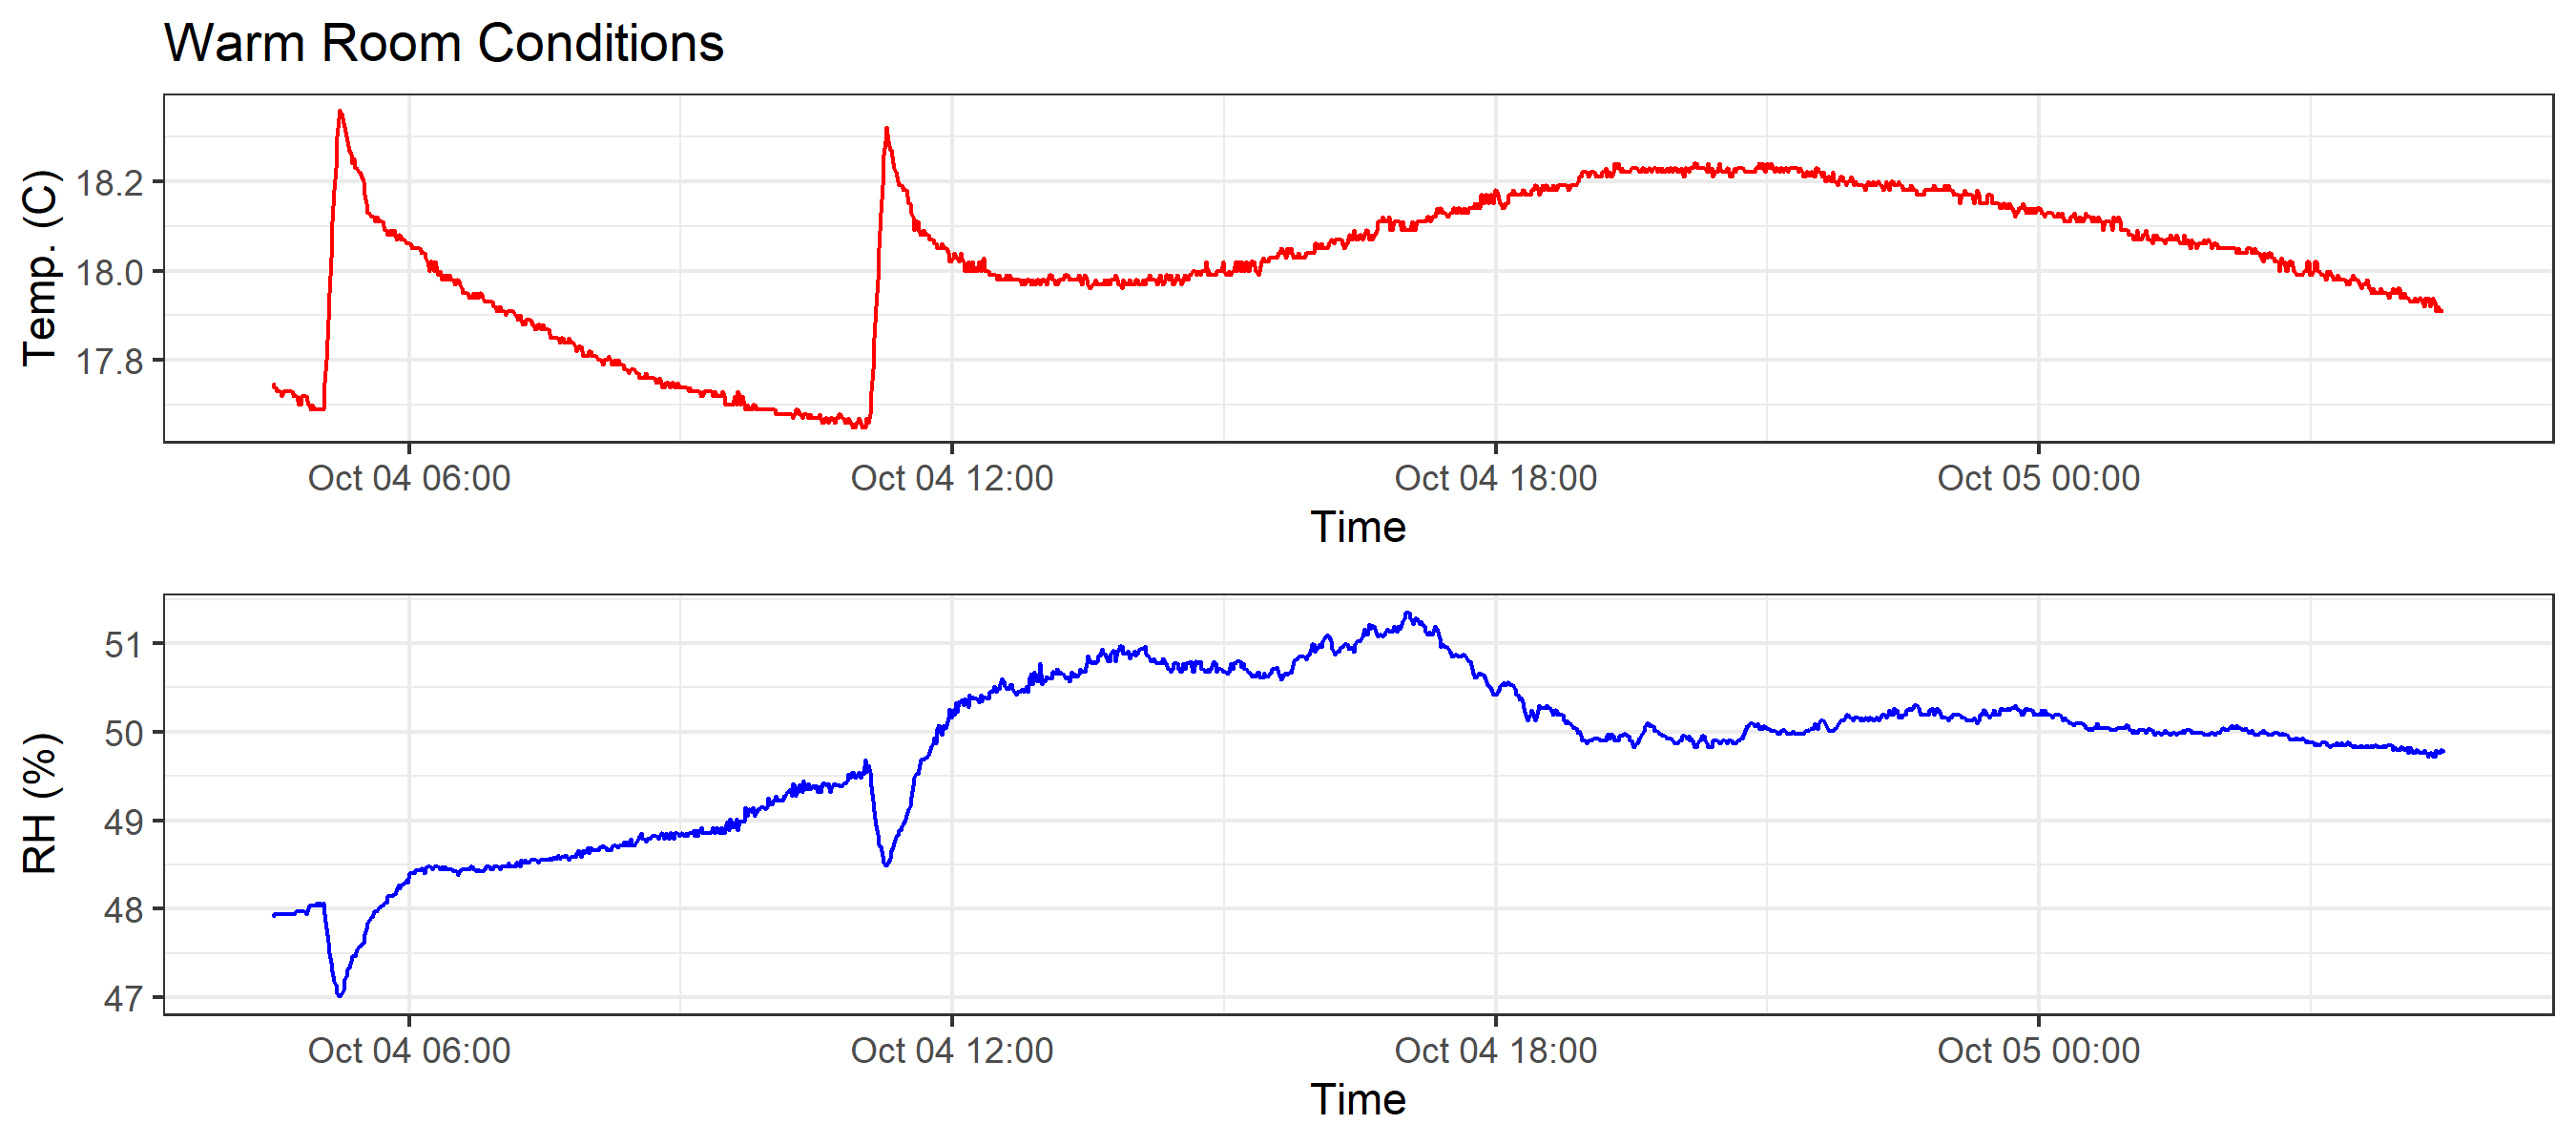 Warm Room Conditions
Temp. (C)
18.2
18.0
17.8
Oct 04 06:00 Oct 04 12:00 Oct 04 18:00 Oct 05 00:00
Time
RH (%)
51
50
49
48
47
Oct 04 06:00 Oct 04 12:00 Oct 04 18:00 Oct 05 00:00
Time